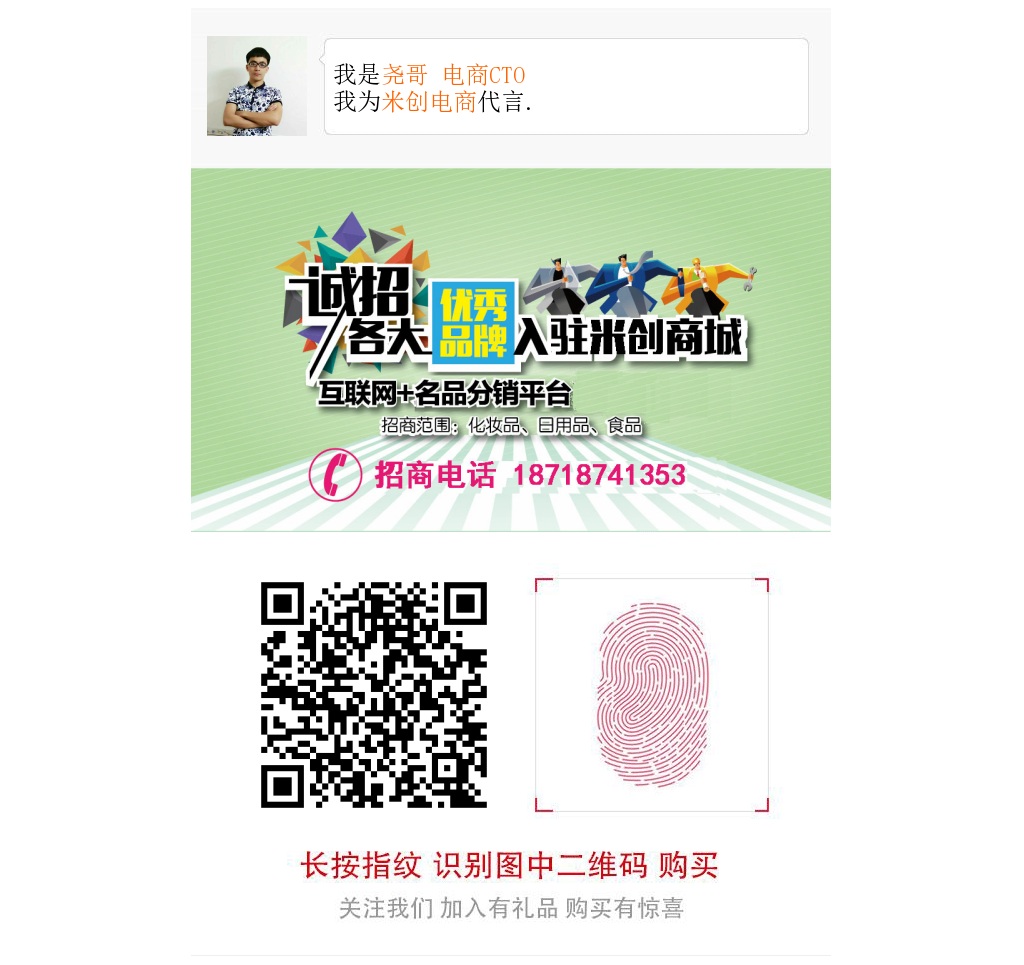 我是尧哥 电商CTO
我为米创电商代言.
诚招
各大优秀品牌入驻米创商城
互联网+名品分销平台
招商范围：化妆品、日用品、食品
招商电话 18718741353
长按指纹 识别图中二维码 购买
关注我们 加入有礼品 购买有惊喜